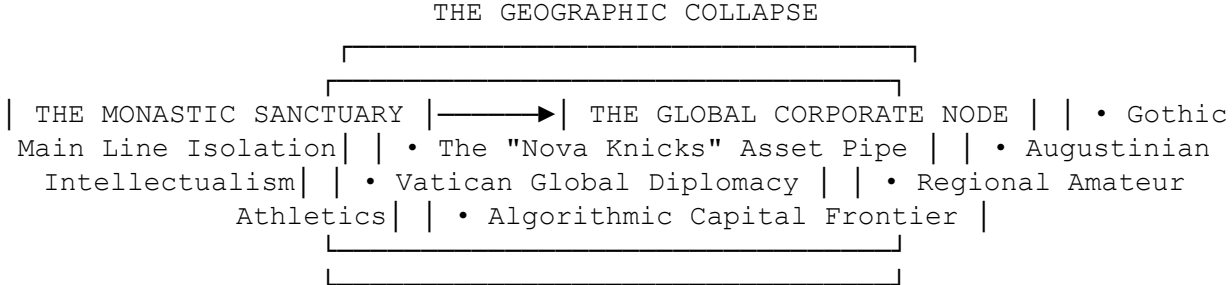 THE GEOGRAPHIC COLLAPSE
│ THE MONASTIC SANCTUARY │──────►│ THE GLOBAL CORPORATE NODE │ │ • Gothic
Main Line Isolation│ │ • The "Nova Knicks" Asset Pipe │ │ • Augustinian
Intellectualism│ │ • Vatican Global Diplomacy │ │ • Regional Amateur
Athletics│ │ • Algorithmic Capital Frontier │